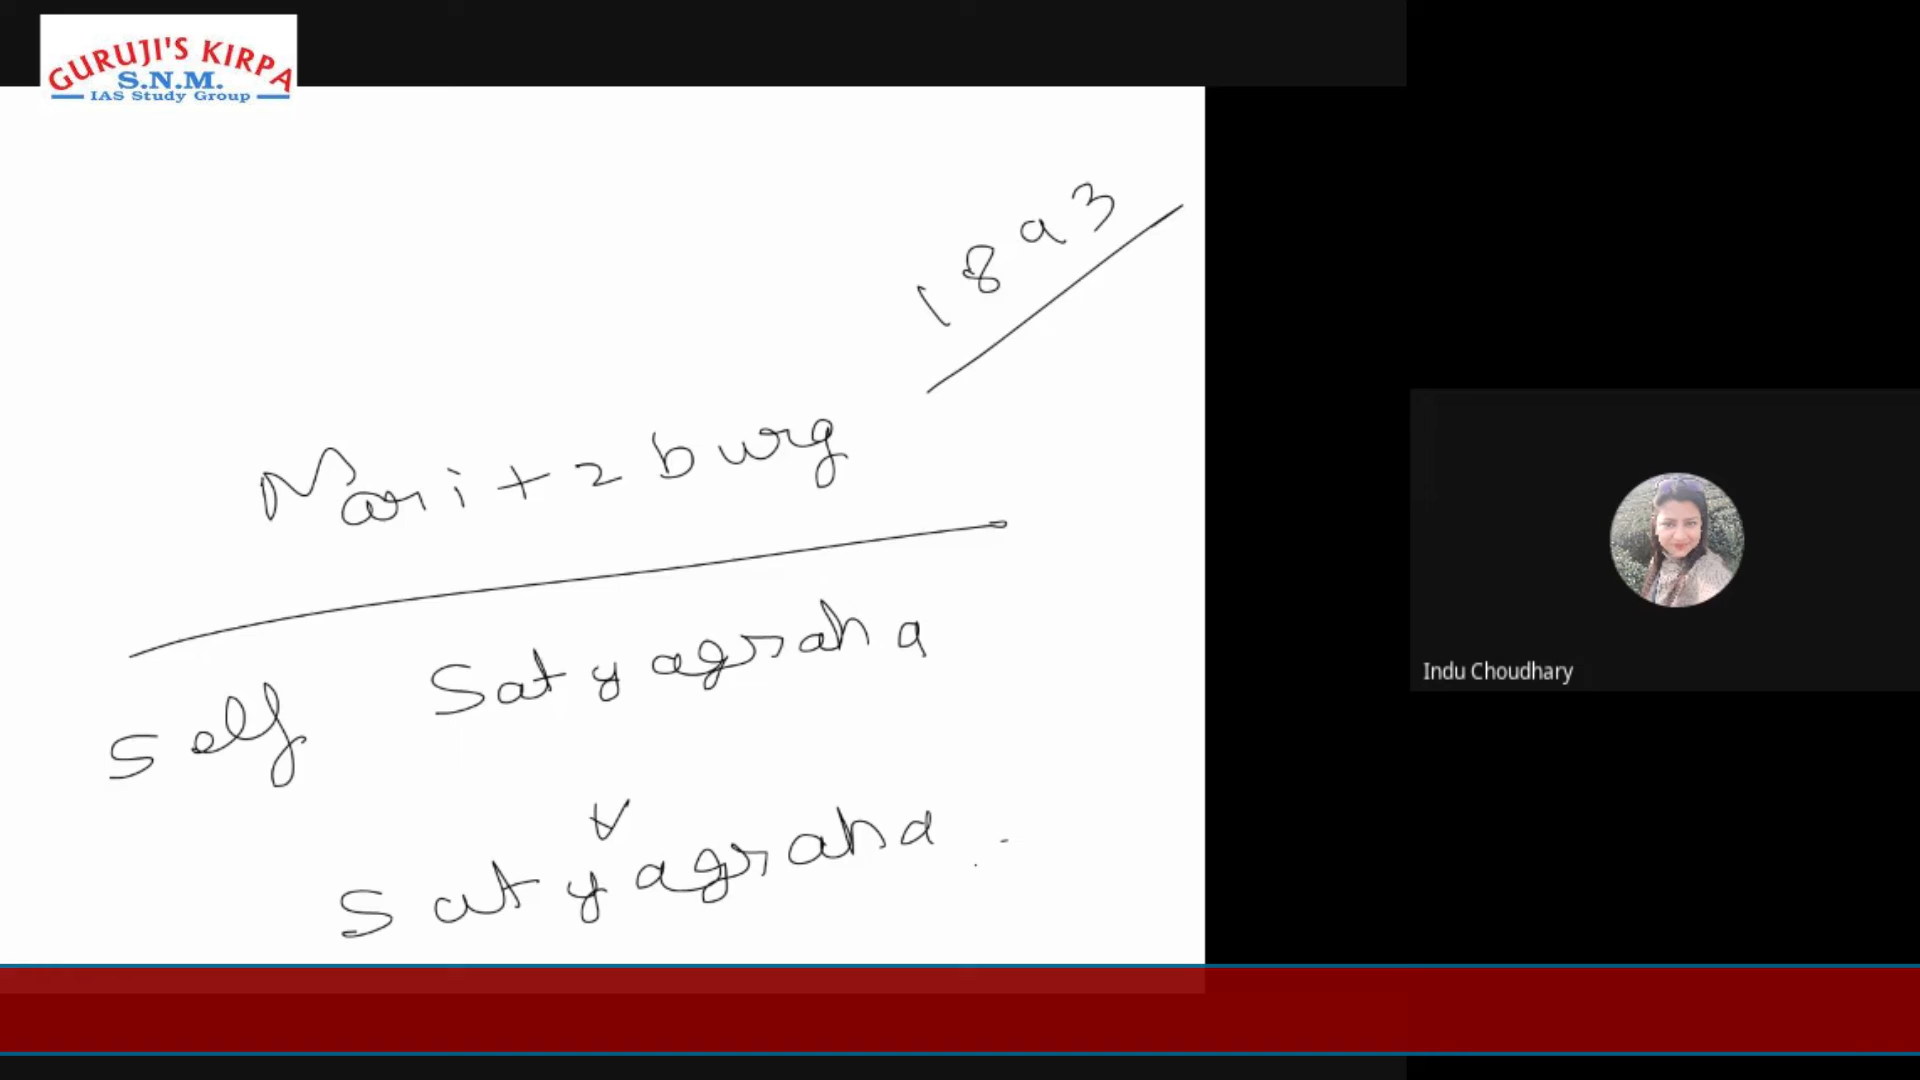 GURUJI'S KIRPA
S.N.M.
IAS Study Group
1893
Maritzburg
Self Satyagraha
Satyagraha
Indu Choudhary